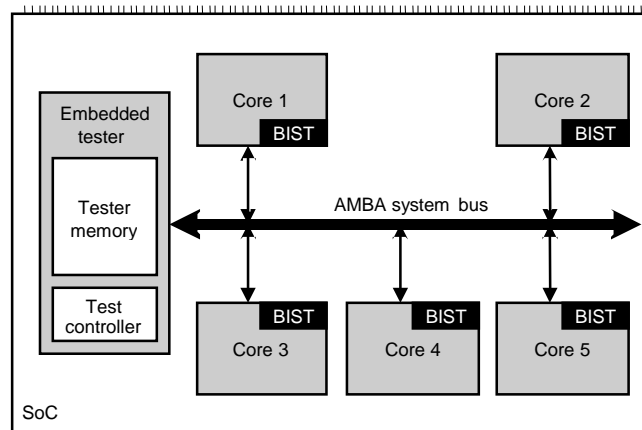 Core 1
BIST
Core 2
BIST
Embedded
tester
Tester
memory
Test
controller
AMBA system bus
BIST
Core 3
BIST
Core 4
BIST
Core 5
SoC